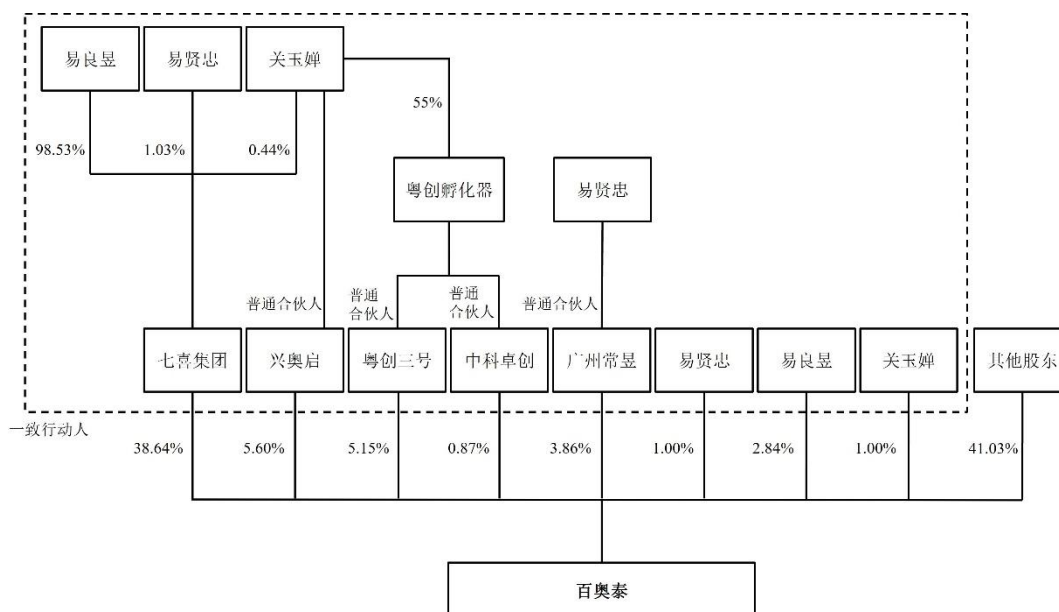 易良昱
易贤忠
关玉婵
55%
98.53%
1.03%
0.44%
粤创孵化器
易贤忠
普通合伙人
普通
合伙人
普通
合伙人
普通合伙人
七喜集团
兴奥启
粤创三号
中科卓创
广州常昱
易贤忠
易良昱
关玉婵
其他股东
一致行动人
38.64%
5.60%
5.15%
0.87%
3.86%
1.00%
2.84%
1.00%
41.03%
百奥泰